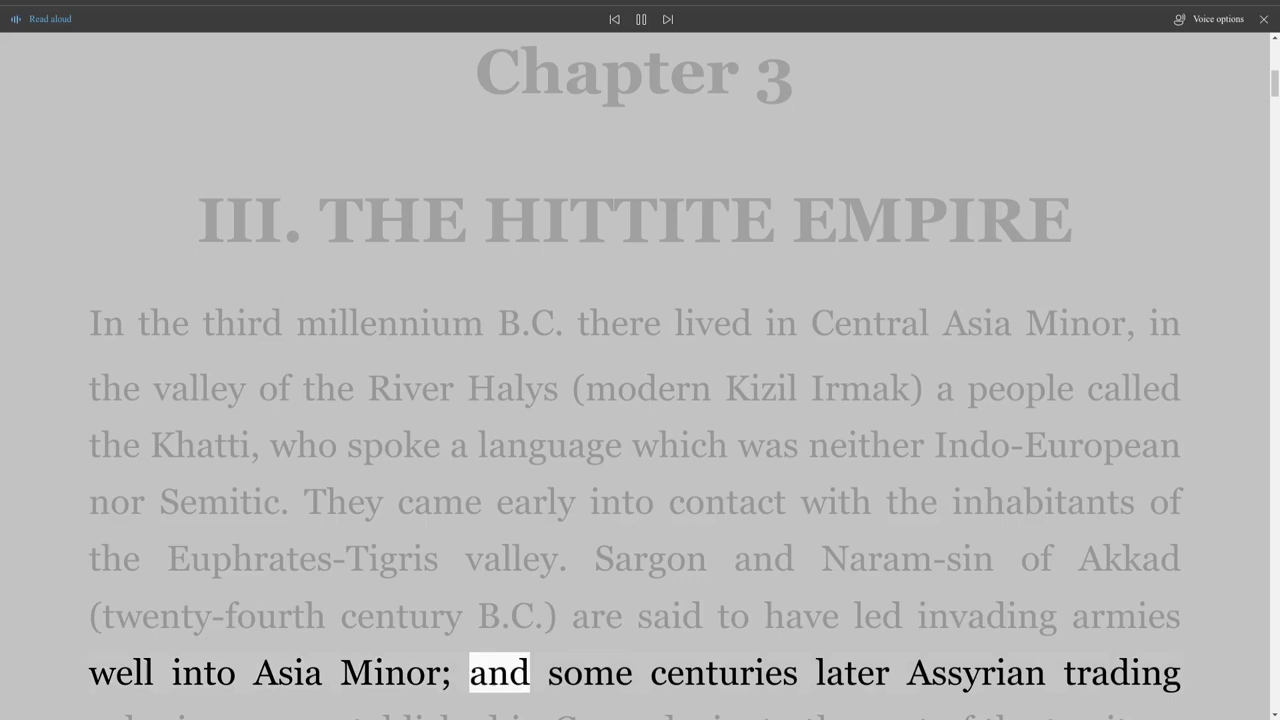 Read aloud
Voice options
Chapter 3
III. THE HITTITE EMPIRE
In the third millennium B.C. there lived in Central Asia Minor, in
the valley of the River Halys (modern Kizil Irmak) a people called
the Khatti, who spoke a language which was neither Indo-European
nor Semitic. They came early into contact with the inhabitants of
the Euphrates-Tigris valley. Sargon and Naram-sin of Akkad
(twenty-fourth century B.C.) are said to have led invading armies
well into Asia Minor; and some centuries later Assyrian trading